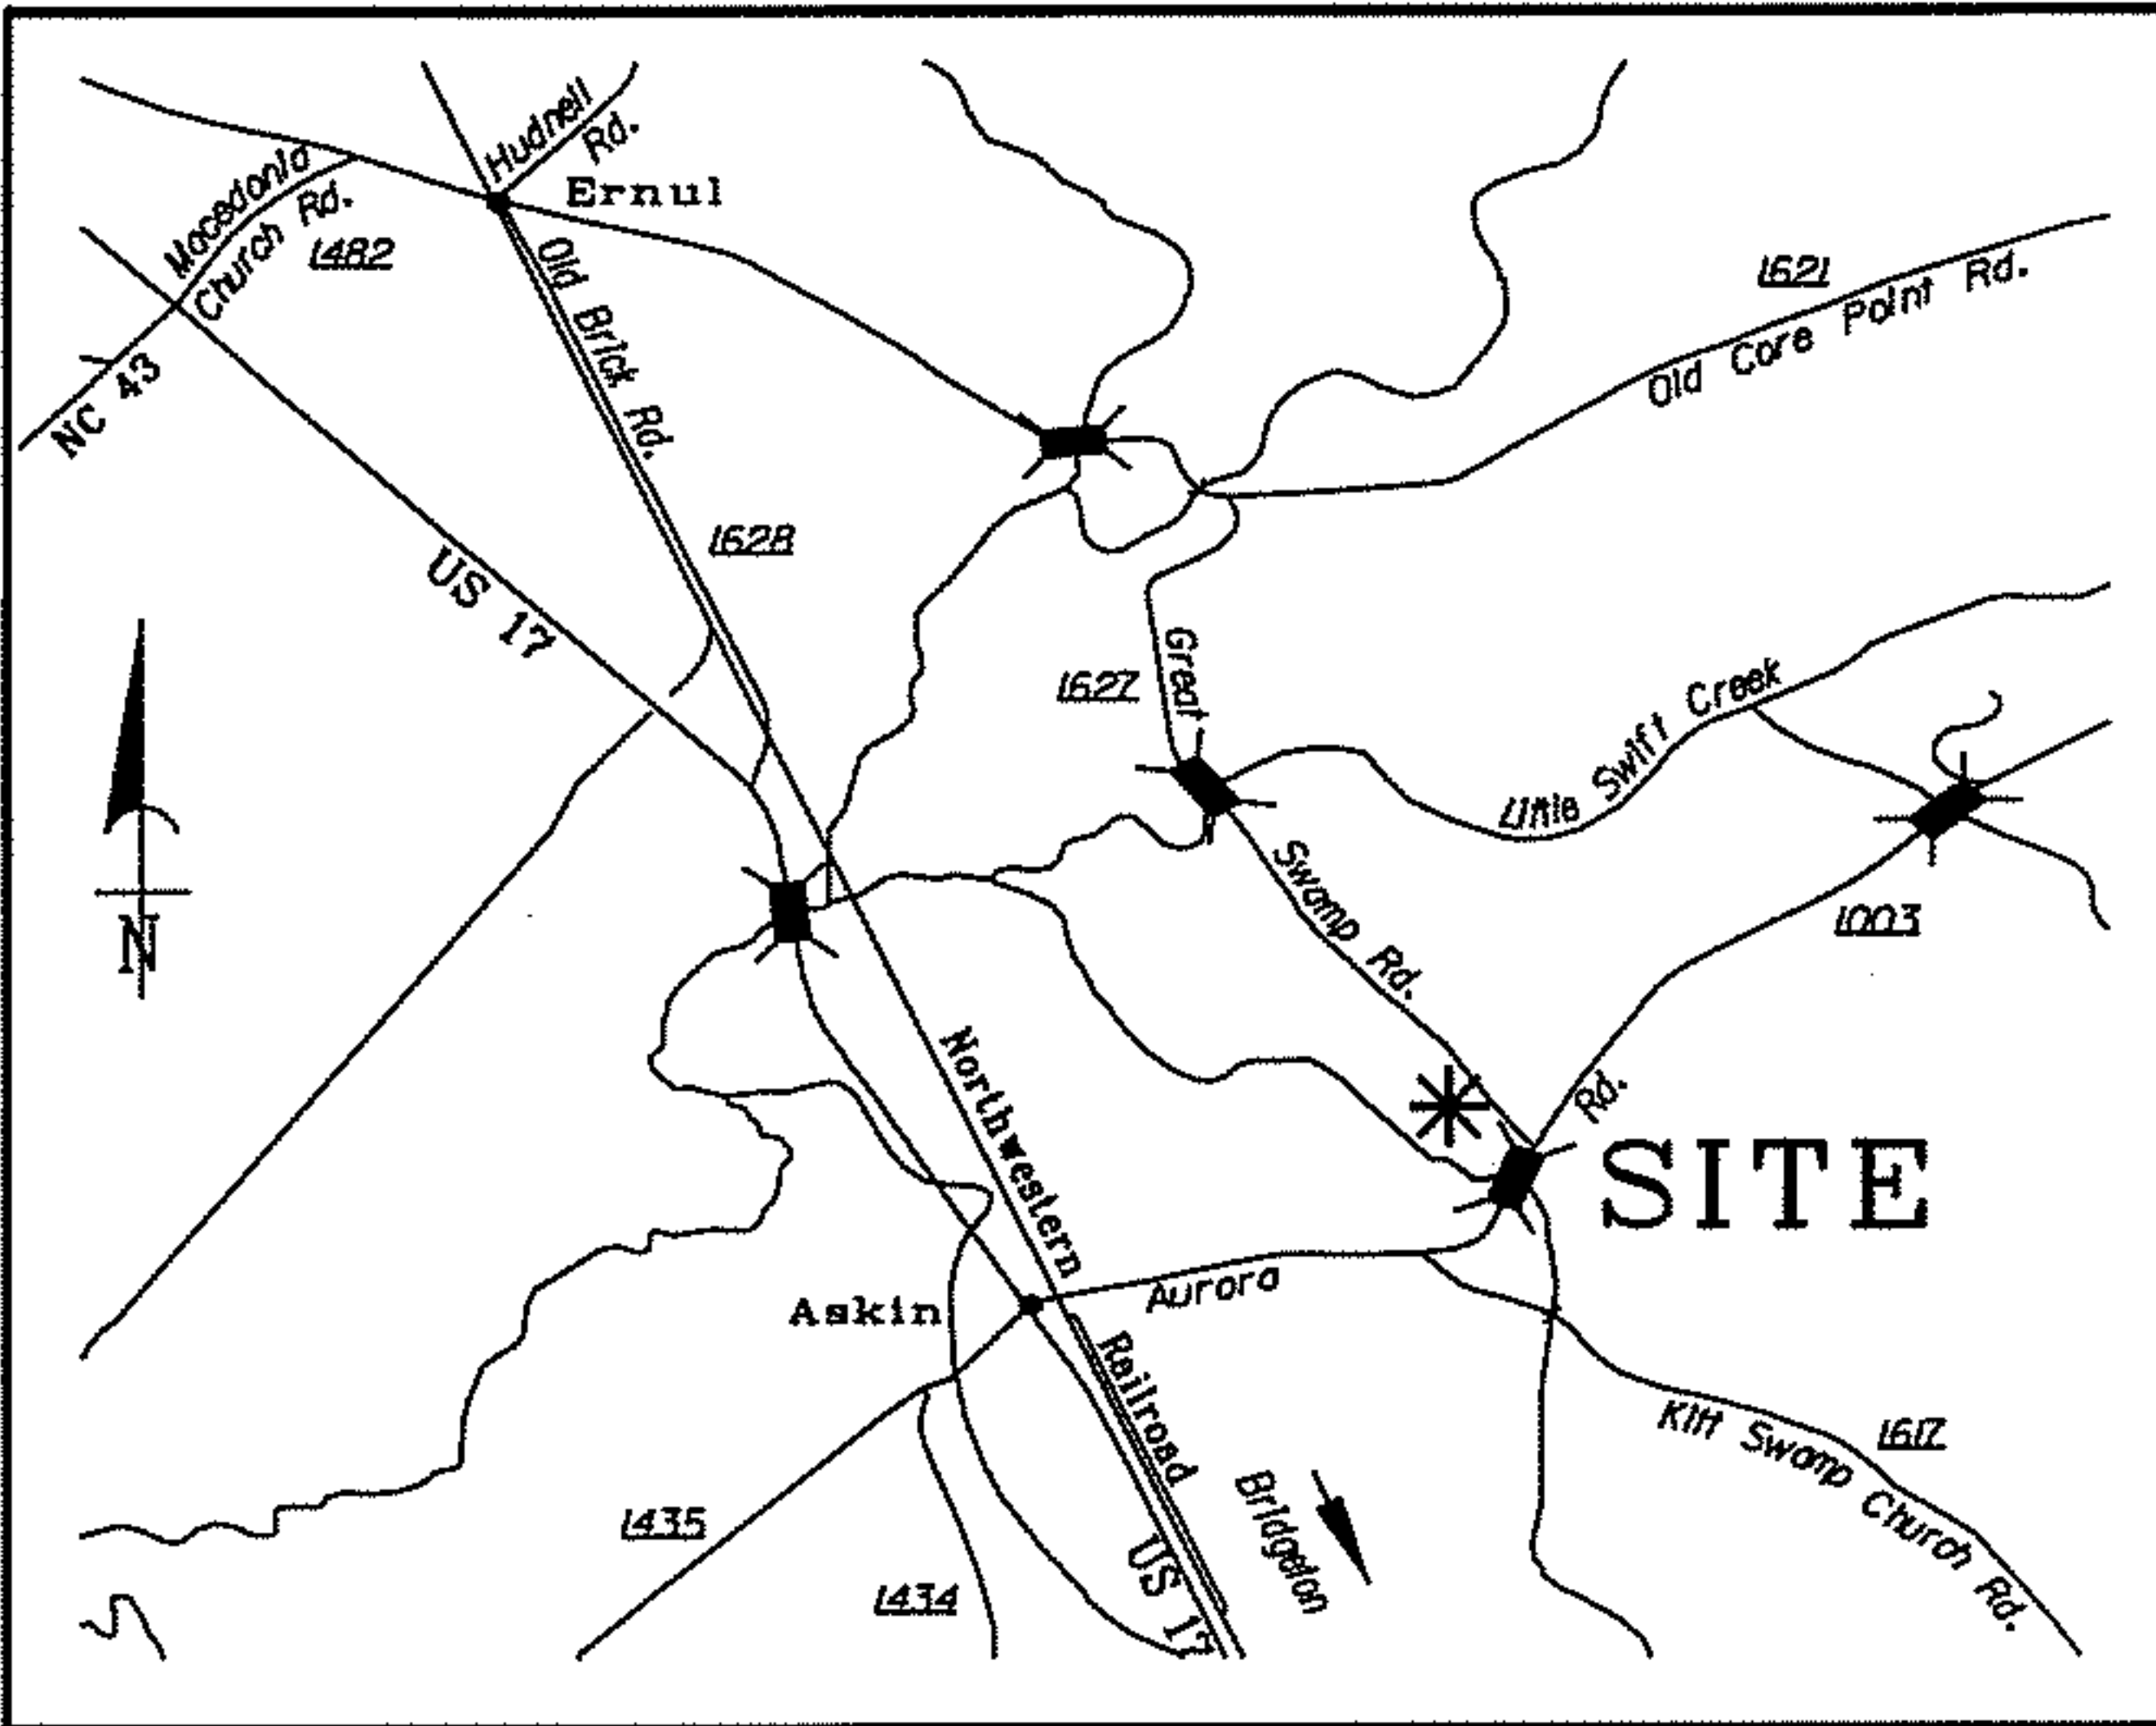 Hudnell
Rd.
Ernul
Macedonia
Church Rd.
1482
Old Brick Rd.
NC 43
1621
Old Core Point Rd.
1628
US 17
1627
Great
Swamp Rd.
Little Swift Creek
1003
N
Northwestern
Railroad
Rd.
SITE
Aurora
Askin
Kitt Swamp Church Rd.
1617
1435
1434
US 17
Bridgeton